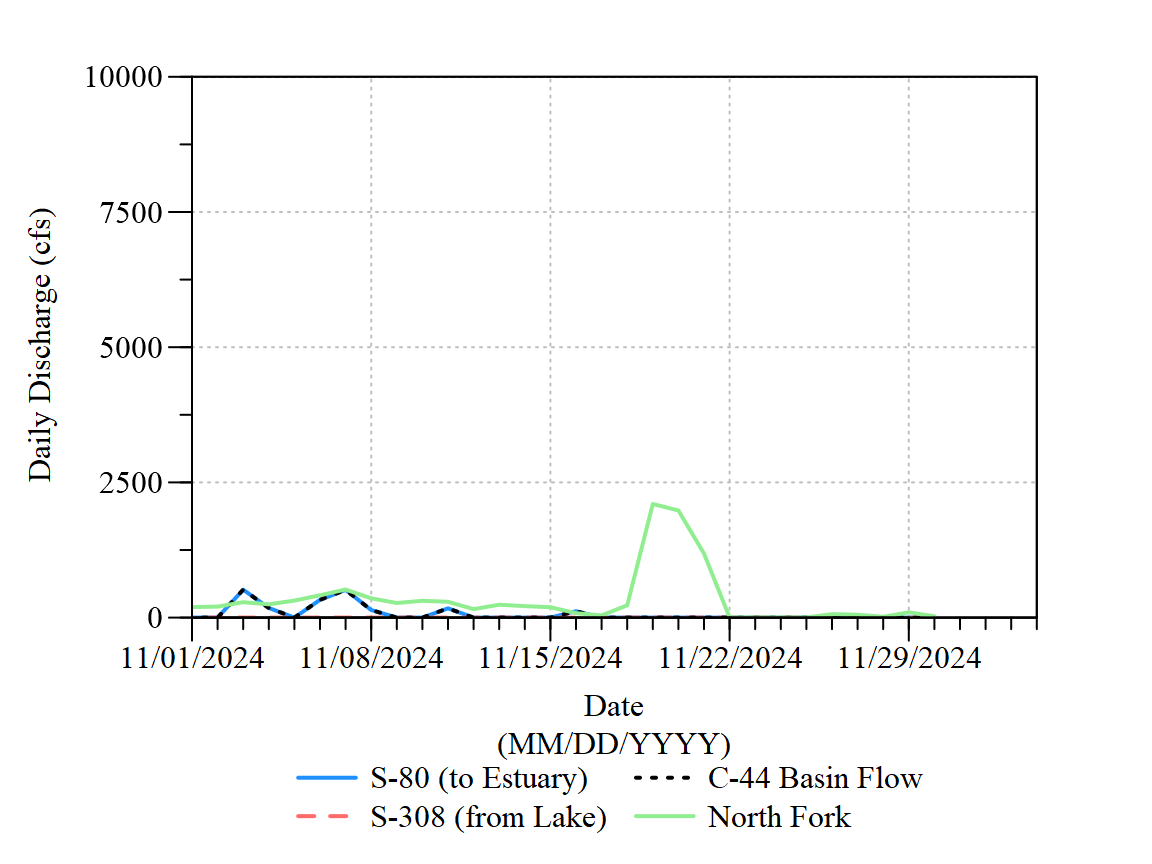 10000
7500
5000
2500
0
Daily Discharge (cfs)
11/01/2024 11/08/2024 11/15/2024 11/22/2024 11/29/2024
Date
(MM/DD/YYYY)
S-80 (to Estuary) C-44 Basin Flow
S-308 (from Lake) North Fork